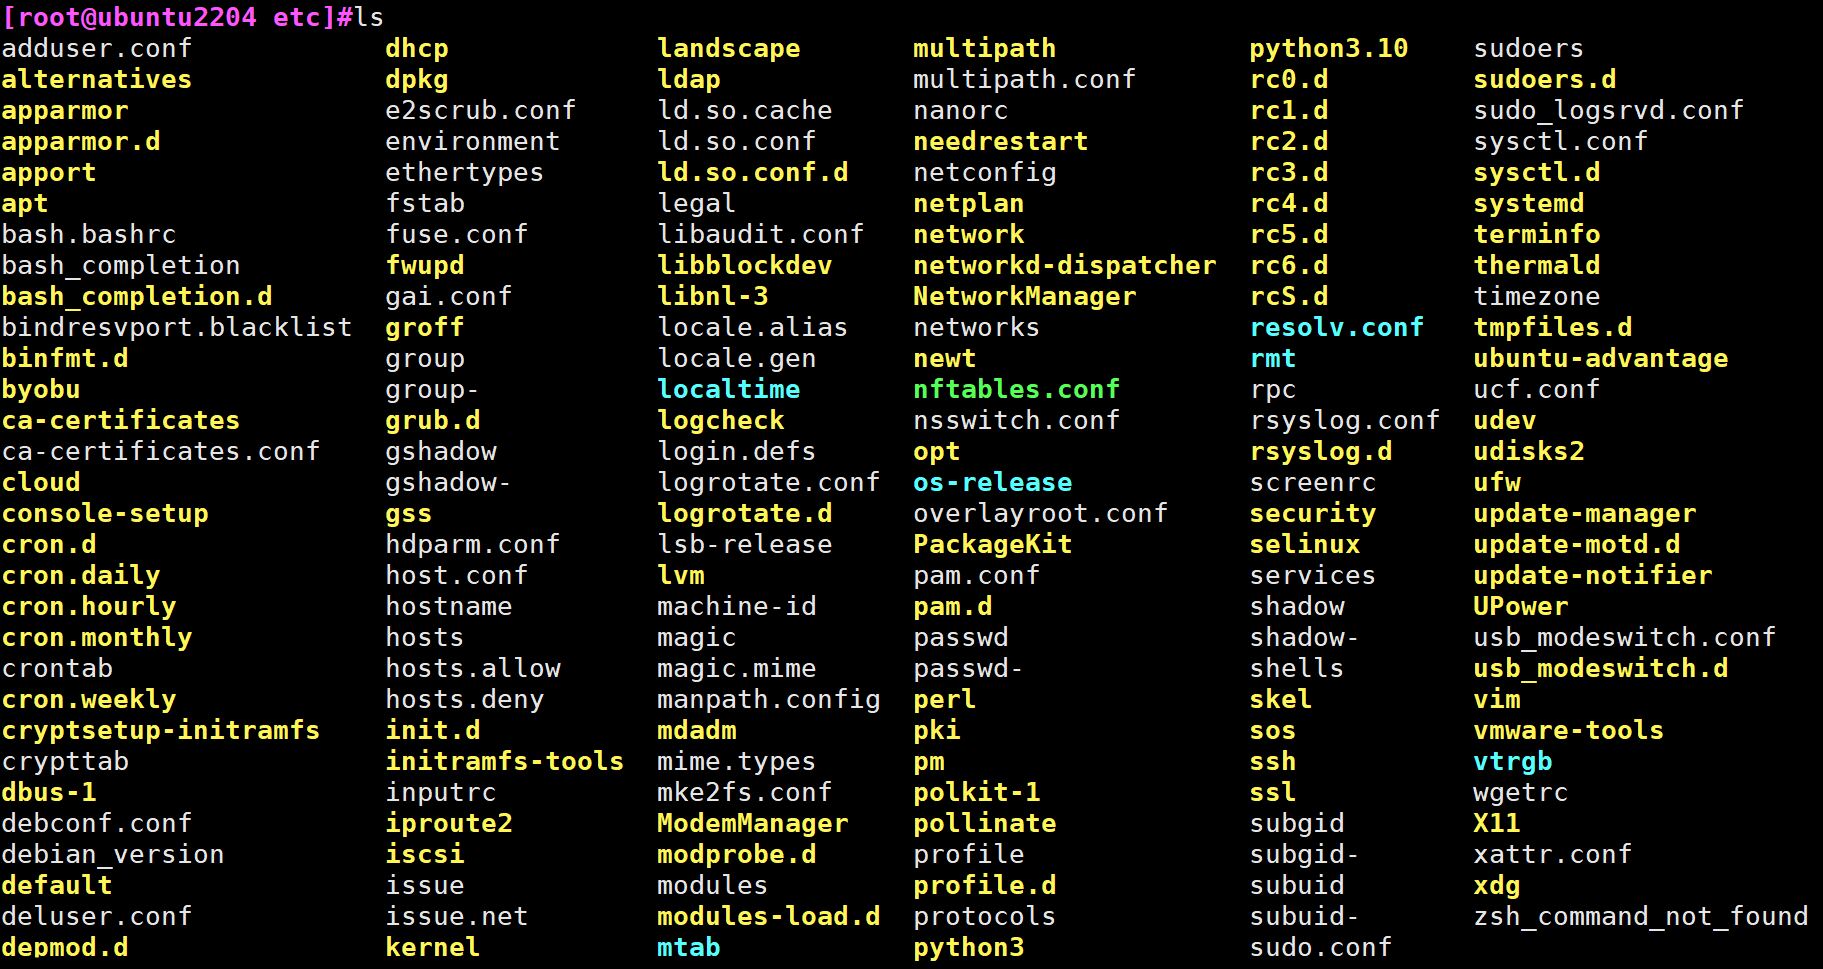 [root@ubuntu2204 etc]#ls
adduser.conf dhcp landscape multipath python3.10 sudoers
alternatives dpkg ldap multipath.conf rc0.d sudoers.d
apparmor e2scrub.conf ld.so.cache nanorc rc1.d sudo_logsrvd.conf
apparmor.d environment ld.so.conf needrestart rc2.d sysctl.conf
apport ethertypes ld.so.conf.d netconfig rc3.d sysctl.d
apt fstab legal netplan rc4.d systemd
bash.bashrc fuse.conf libaudit.conf network rc5.d terminfo
bash_completion fwupd libblockdev networkd-dispatcher rc6.d thermald
bash_completion.d gai.conf libnl-3 NetworkManager rcS.d timezone
bindresvport.blacklist groff locale.alias networks resolv.conf tmpfiles.d
binfmt.d group locale.gen newt rmt ubuntu-advantage
byobu group- localtime nftables.conf rpc ucf.conf
ca-certificates grub.d logcheck nsswitch.conf rsyslog.conf udev
ca-certificates.conf gshadow login.defs opt rsyslog.d udisks2
cloud gshadow- logrotate.conf os-release screenrc ufw
console-setup gss logrotate.d overlayroot.conf security update-manager
cron.d hdparm.conf lsb-release PackageKit selinux update-motd.d
cron.daily host.conf lvm pam.conf services update-notifier
cron.hourly hostname machine-id pam.d shadow UPower
cron.monthly hosts magic passwd shadow- usb_modeswitch.conf
crontab hosts.allow magic.mime passwd- shells usb_modeswitch.d
cron.weekly hosts.deny manpath.config perl skel vim
cryptsetup-initramfs init.d mdadm pki sos vmware-tools
crypttab initramfs-tools mime.types pm ssh vtrgb
dbus-1 inputrc mke2fs.conf polkit-1 ssl wgetrc
debconf.conf iproute2 ModemManager pollinate subgid X11
debian_version iscsi modprobe.d profile subgid- xattr.conf
default issue modules profile.d subuid xdg
deluser.conf issue.net modules-load.d protocols subuid- zsh_command_not_found
depmod.d kernel mtab python3 sudo.conf